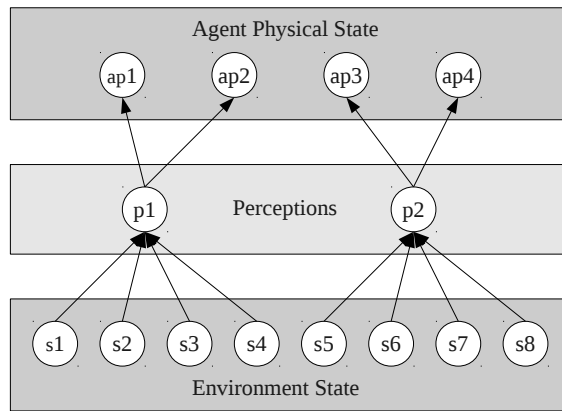 Agent Physical State
ap1 ap2 ap3 ap4
p1 Perceptions p2
s1 s2 s3 s4 s5 s6 s7 s8
Environment State